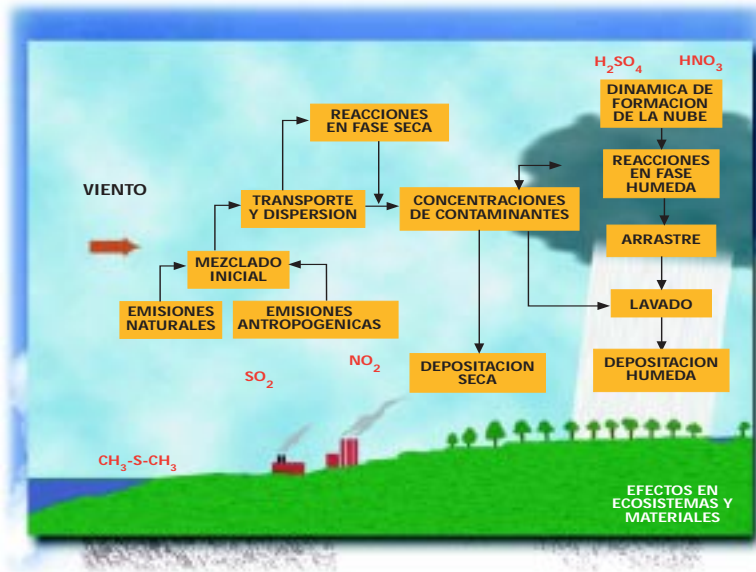 H₂SO₄ HNO₃
DINAMICA DE
FORMACION
DE LA NUBE
REACCIONES
EN FASE SECA
REACCIONES
EN FASE
HUMEDA
VIENTO
TRANSPORTE
Y DISPERSION
CONCENTRACIONES
DE CONTAMINANTES
ARRASTRE
MEZCLADO
INICIAL
LAVADO
EMISIONES
NATURALES
EMISIONES
ANTROPOGENICAS
DEPOSITACION
SECA
DEPOSITACION
HUMEDA
SO₂
NO₂
CH₃-S-CH₃
EFECTOS EN
ECOSISTEMAS Y
MATERIALES